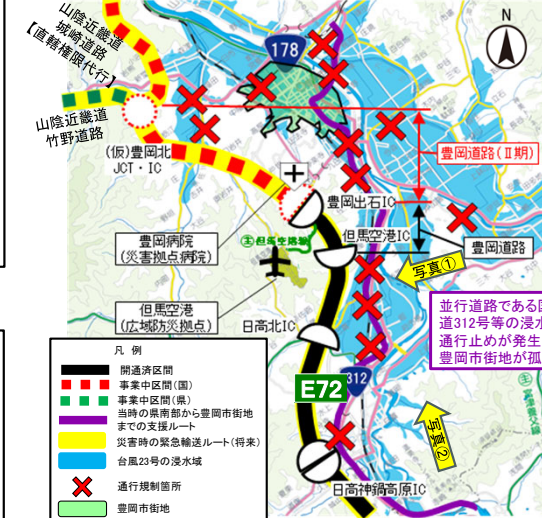 山陰近畿道
城崎道路
【直轄権限代行】
178
N
山陰近畿道
竹野道路
(仮)豊岡北
JCT・IC
豊岡道路(Ⅱ期)
豊岡出石IC
豊岡病院
(災害拠点病院)
但馬空港IC
豊岡道路
写真①
但馬空港
(広域防災拠点)
日高北IC
並行道路である国
道312号等の浸水
通行止めが発生
豊岡市街地が孤
312
E72
写真②
日高神鍋高原IC
凡 例
開通済区間
事業中区間(国)
事業中区間(県)
当時の県南部から豊岡市街地
までの支援ルート
災害時の緊急輸送ルート(将来)
台風23号の浸水域
通行規制箇所
豊岡市街地